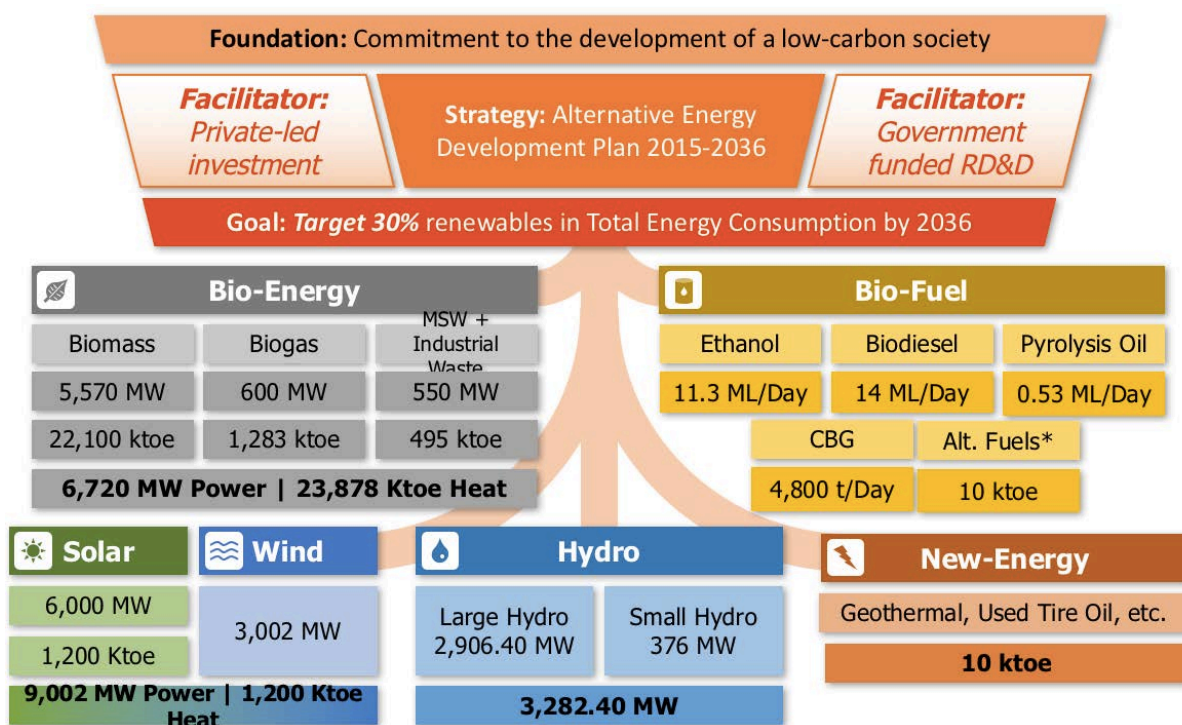 Foundation: Commitment to the development of a low-carbon society
Facilitator:
Private-led
investment
Strategy: Alternative Energy
Development Plan 2015-2036
Facilitator:
Government
funded RD&D
Goal: Target 30% renewables in Total Energy Consumption by 2036
Bio-Energy
Biomass
Biogas
MSW +
Industrial
Waste
5,570 MW
600 MW
550 MW
22,100 ktoe
1,283 ktoe
495 ktoe
6,720 MW Power | 23,878 Ktoe Heat
Bio-Fuel
Ethanol
Biodiesel
Pyrolysis Oil
11.3 ML/Day
14 ML/Day
0.53 ML/Day
CBG
Alt. Fuels*
4,800 t/Day
10 ktoe
Solar
6,000 MW
1,200 Ktoe
Wind
3,002 MW
9,002 MW Power | 1,200 Ktoe
Heat
Hydro
Large Hydro
2,906.40 MW
Small Hydro
376 MW
3,282.40 MW
New-Energy
Geothermal, Used Tire Oil, etc.
10 ktoe